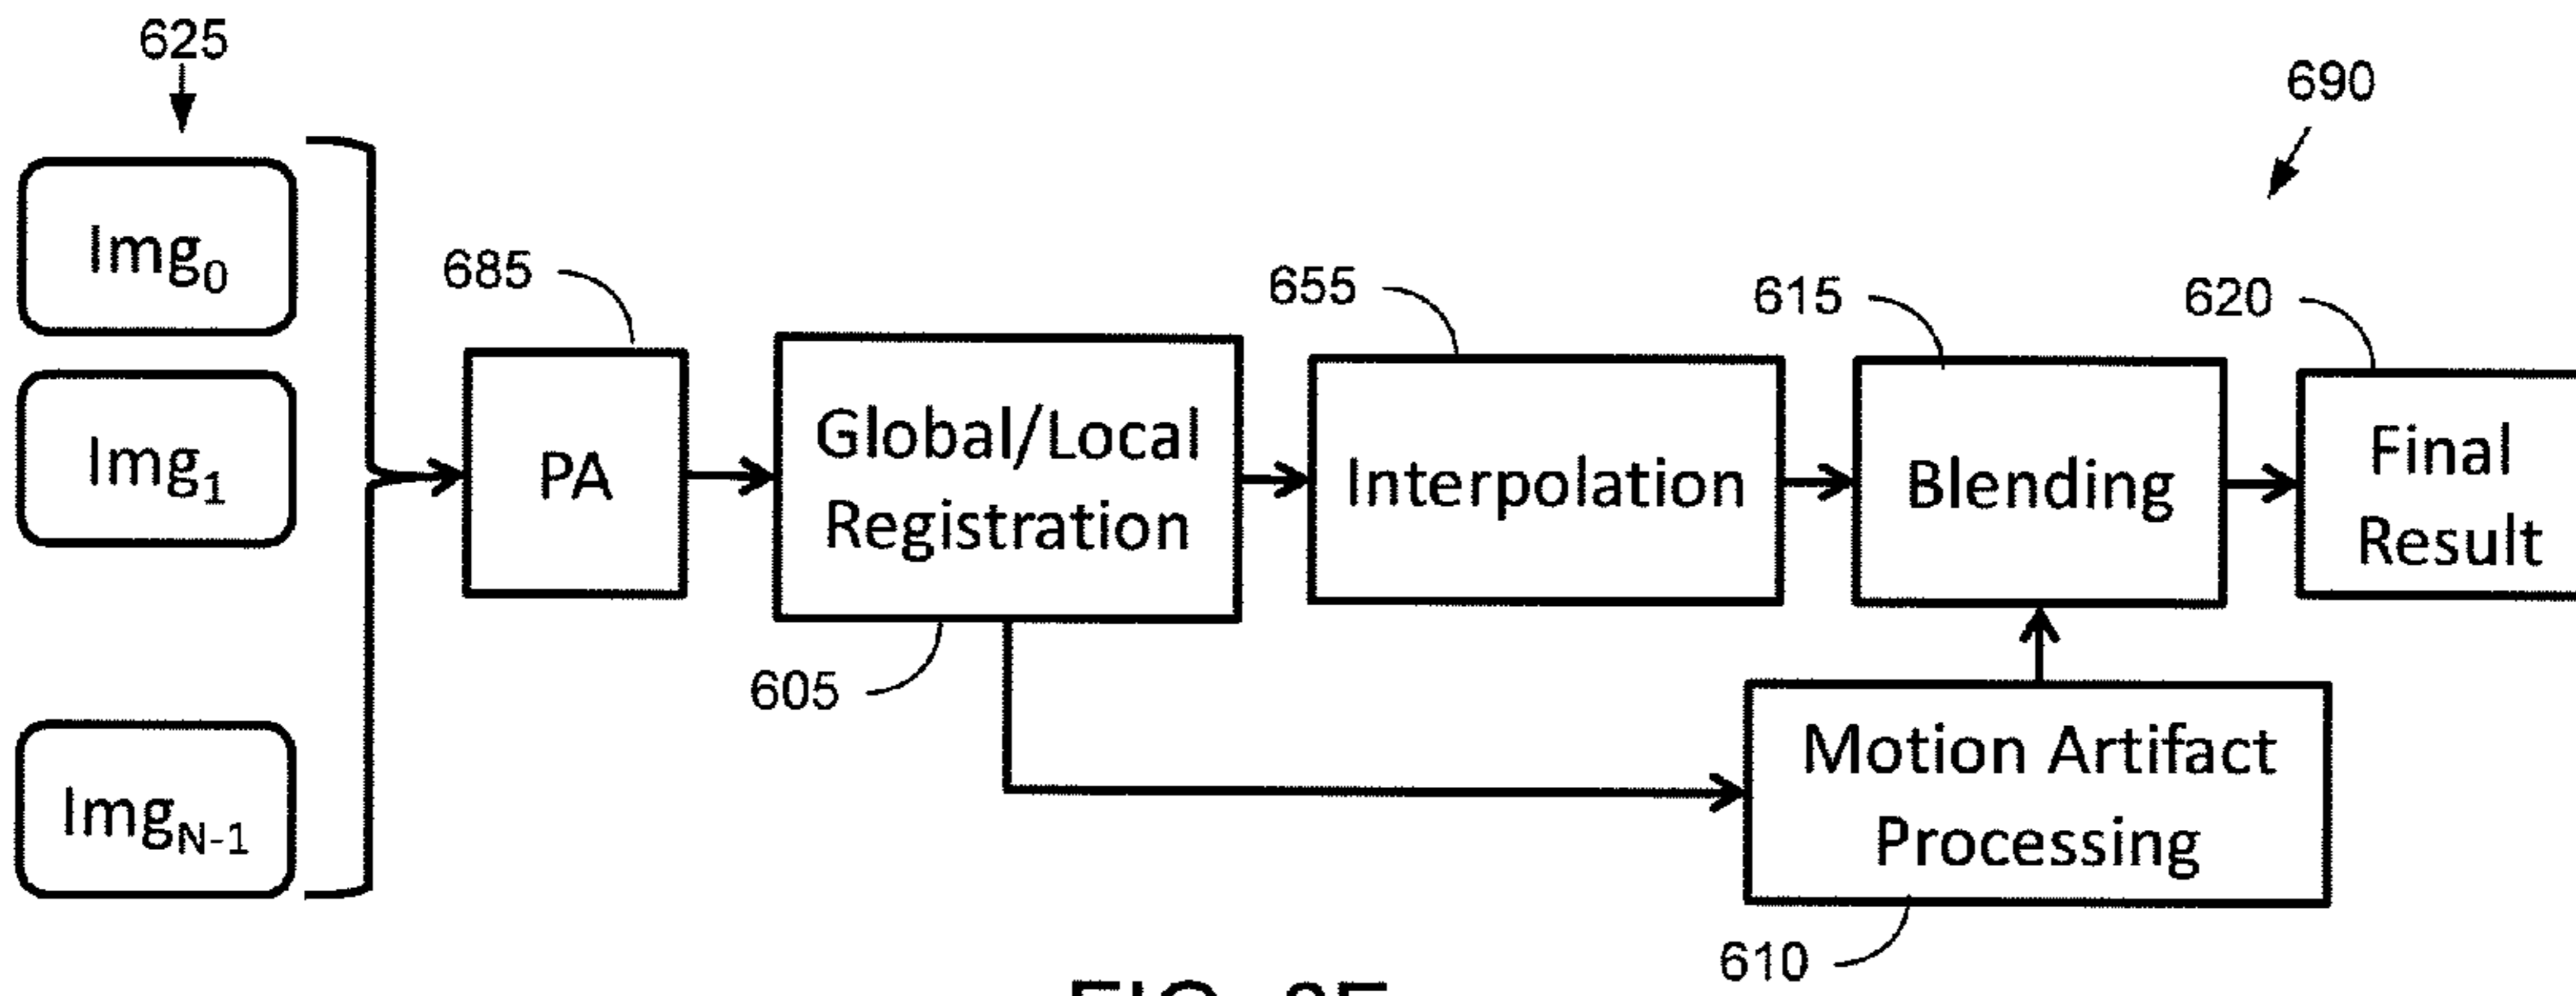 625
690
Img0
685
655
615
620
Img1
PA
Global/Local
Registration
Interpolation
Blending
Final
Result
605
ImgN-1
Motion Artifact
Processing
610